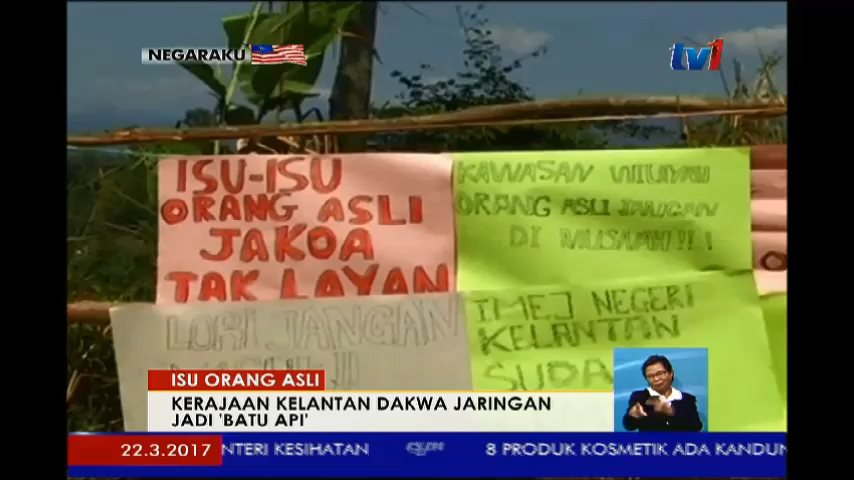 NEGARAKU
tv1
ISU-ISU
ORANG ASLI
JAKOA
TAK LAYAN
KAWASAN WILAYAH
ORANG ASLI JANGAN
DI MUSNAH!!!
LORI JANGAN
IMEJ NEGERI
KELANTAN
SUDA
ISU ORANG ASLI
KERAJAAN KELANTAN DAKWA JARINGAN
JADI 'BATU API'
22.3.2017
NTERI KESIHATAN
8 PRODUK KOSMETIK ADA KANDUN